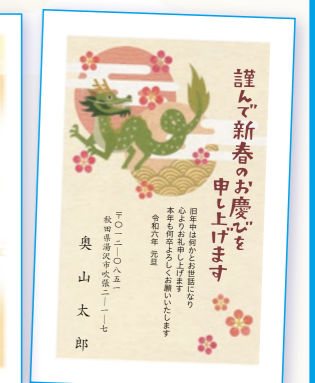 謹んで新春のお慶びを
申し上げます
旧年中は何かとお世話になり
心よりお礼申し上げます
本年も何卒よろしくお願いいたします
令和六年 元旦
〒〇一二―〇八五一
秋田県湯沢市吹張二―一―七
奥山太郎